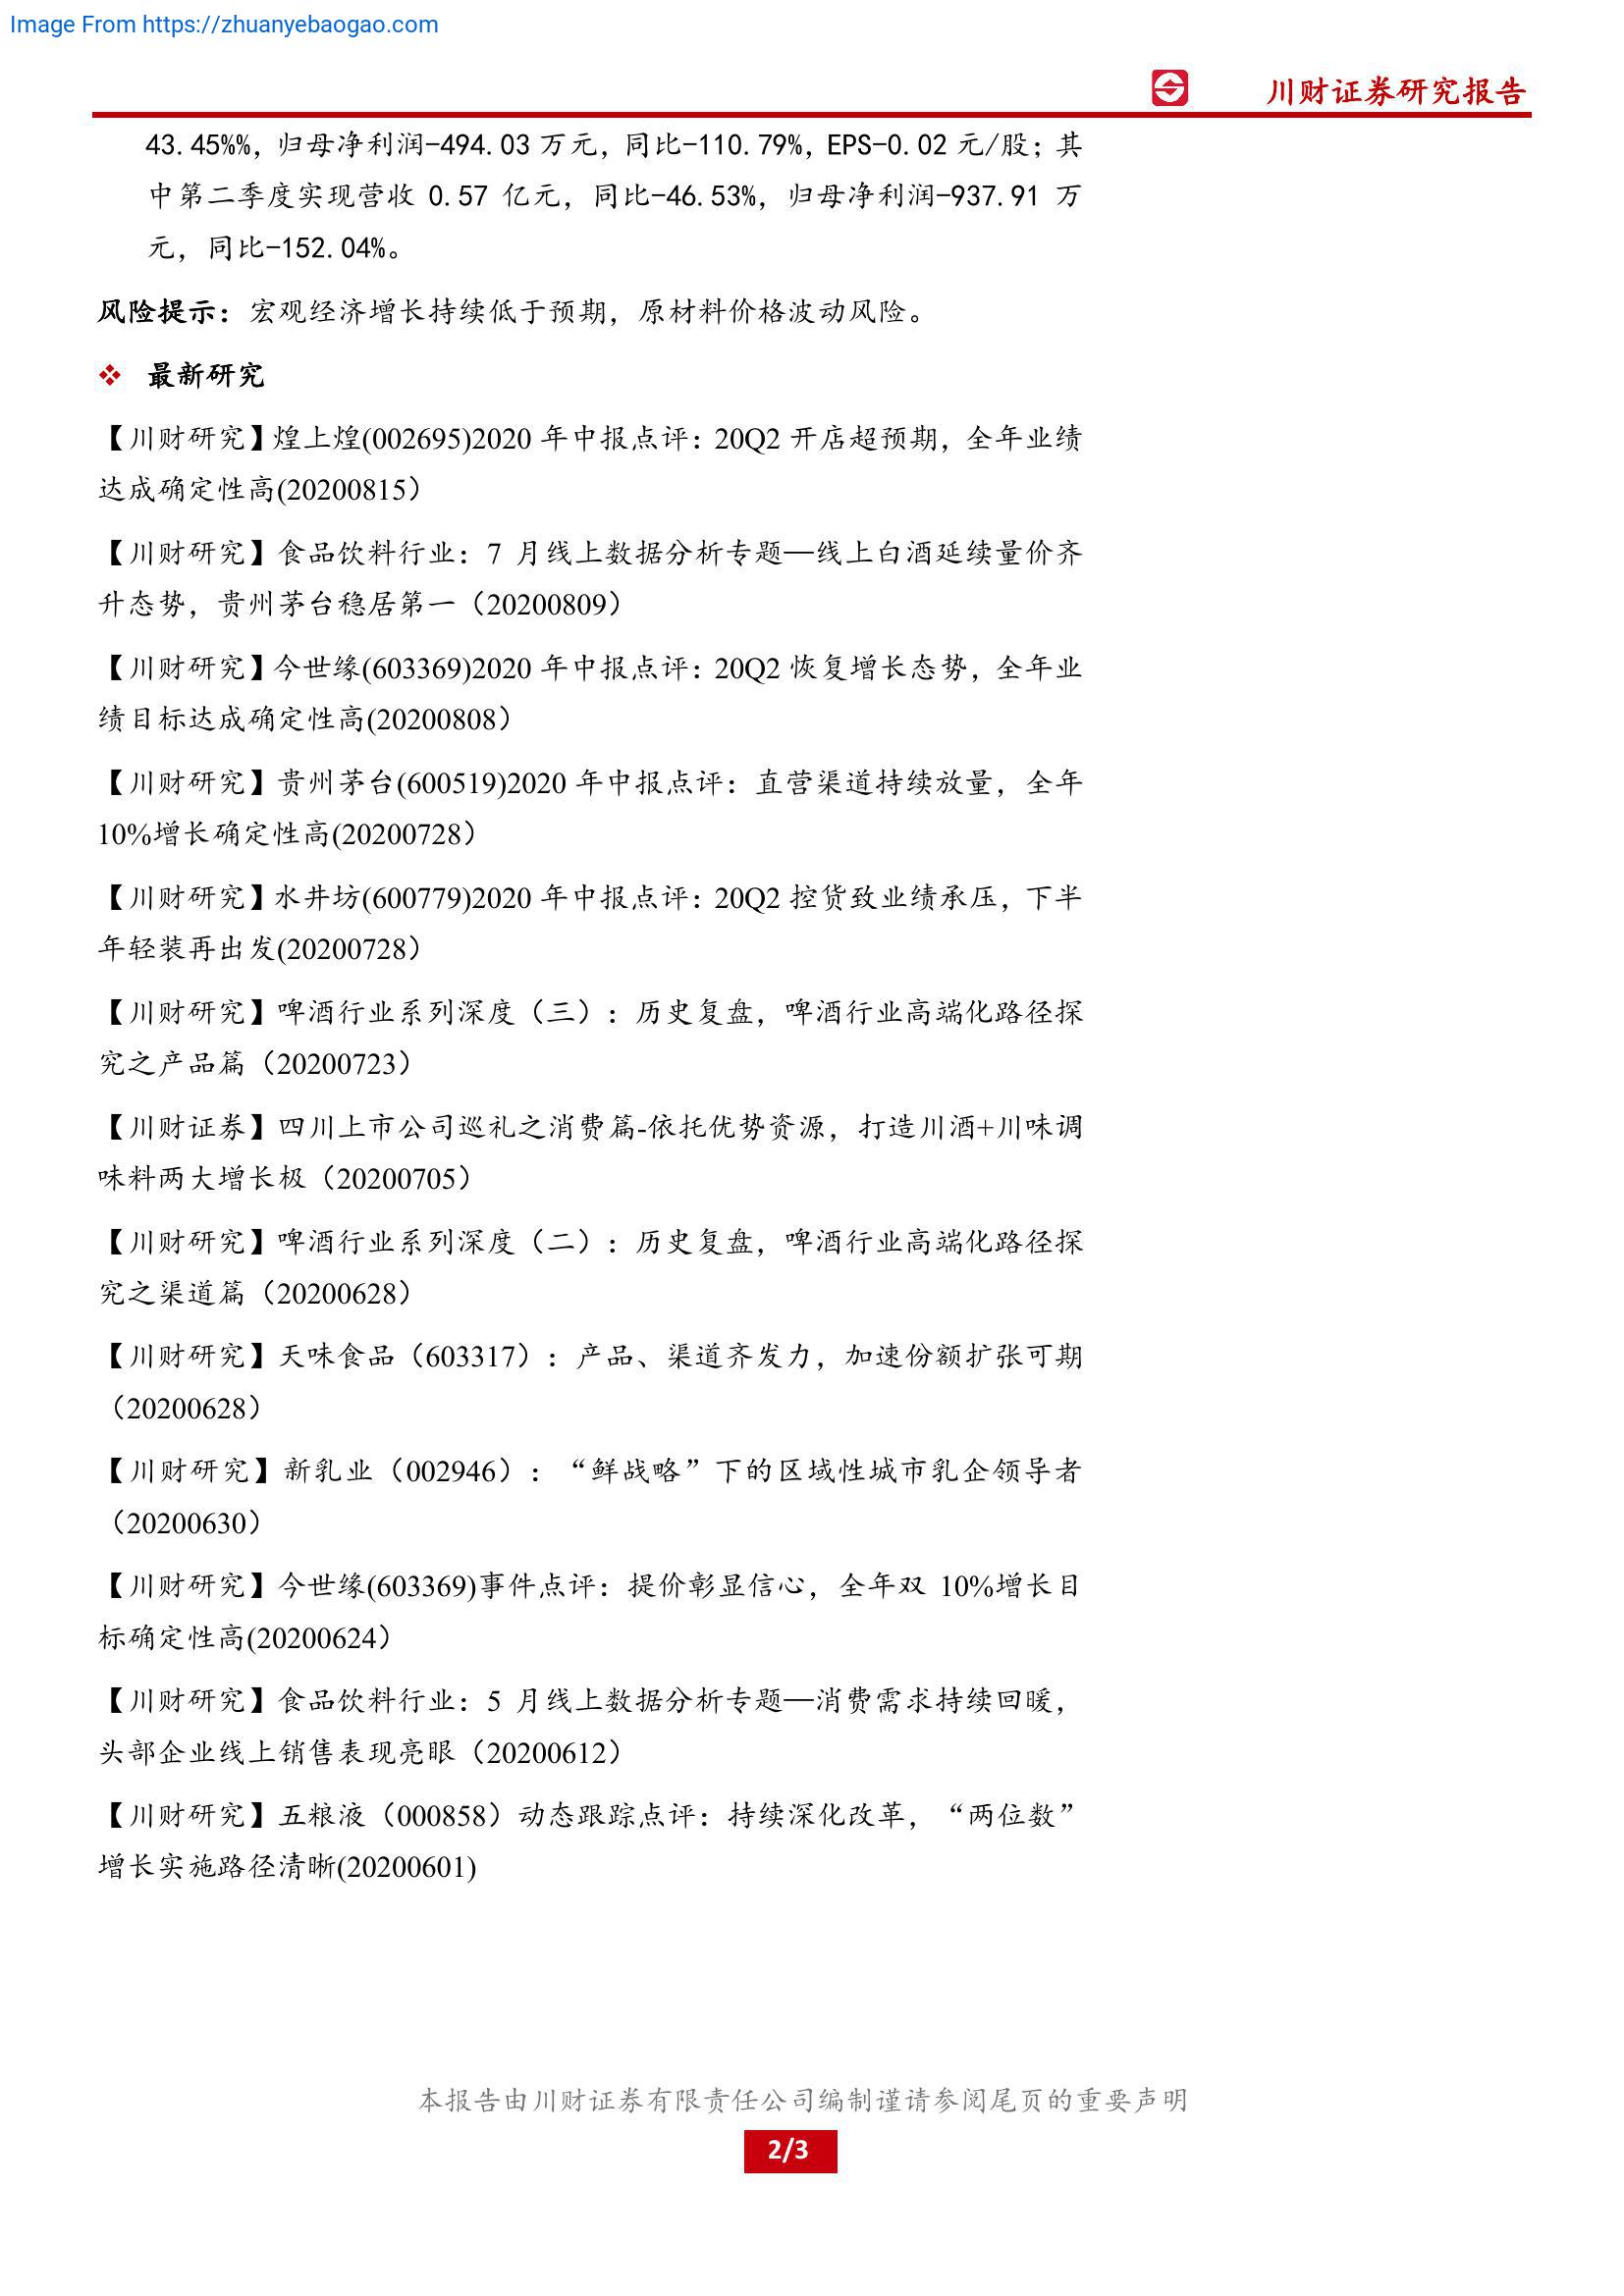 Image From https://zhuanyebaogao.com
川财证券研究报告
43.45%%，归母净利润-494.03 万元，同比-110.79%，EPS-0.02 元/股；其
中第二季度实现营收 0.57 亿元，同比-46.53%，归母净利润-937.91 万
元，同比-152.04%。
风险提示：宏观经济增长持续低于预期，原材料价格波动风险。
❖ 最新研究
【川财研究】煌上煌(002695)2020 年中报点评：20Q2 开店超预期，全年业绩
达成确定性高(20200815）
【川财研究】食品饮料行业：7 月线上数据分析专题—线上白酒延续量价齐
升态势，贵州茅台稳居第一（20200809）
【川财研究】今世缘(603369)2020 年中报点评：20Q2 恢复增长态势，全年业
绩目标达成确定性高(20200808）
【川财研究】贵州茅台(600519)2020 年中报点评：直营渠道持续放量，全年
10%增长确定性高(20200728）
【川财研究】水井坊(600779)2020 年中报点评：20Q2 控货致业绩承压，下半
年轻装再出发(20200728）
【川财研究】啤酒行业系列深度（三）：历史复盘，啤酒行业高端化路径探
究之产品篇（20200723）
【川财证券】四川上市公司巡礼之消费篇-依托优势资源，打造川酒+川味调
味料两大增长极（20200705）
【川财研究】啤酒行业系列深度（二）：历史复盘，啤酒行业高端化路径探
究之渠道篇（20200628）
【川财研究】天味食品（603317）：产品、渠道齐发力，加速份额扩张可期
（20200628）
【川财研究】新乳业（002946）：“鲜战略”下的区域性城市乳企领导者
（20200630）
【川财研究】今世缘(603369)事件点评：提价彰显信心，全年双 10%增长目
标确定性高(20200624）
【川财研究】食品饮料行业：5 月线上数据分析专题—消费需求持续回暖，
头部企业线上销售表现亮眼（20200612）
【川财研究】五粮液（000858）动态跟踪点评：持续深化改革，“两位数”
增长实施路径清晰(20200601)
本报告由川财证券有限责任公司编制谨请参阅尾页的重要声明
2/3